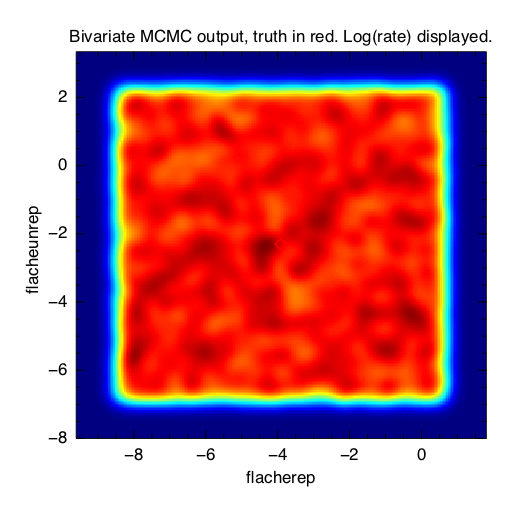 Bivariate MCMC output, truth in red. Log(rate) displayed.
2
0
−2
−4
−6
−8
flacheunrep
−8 −6 −4 −2 0
flacherep